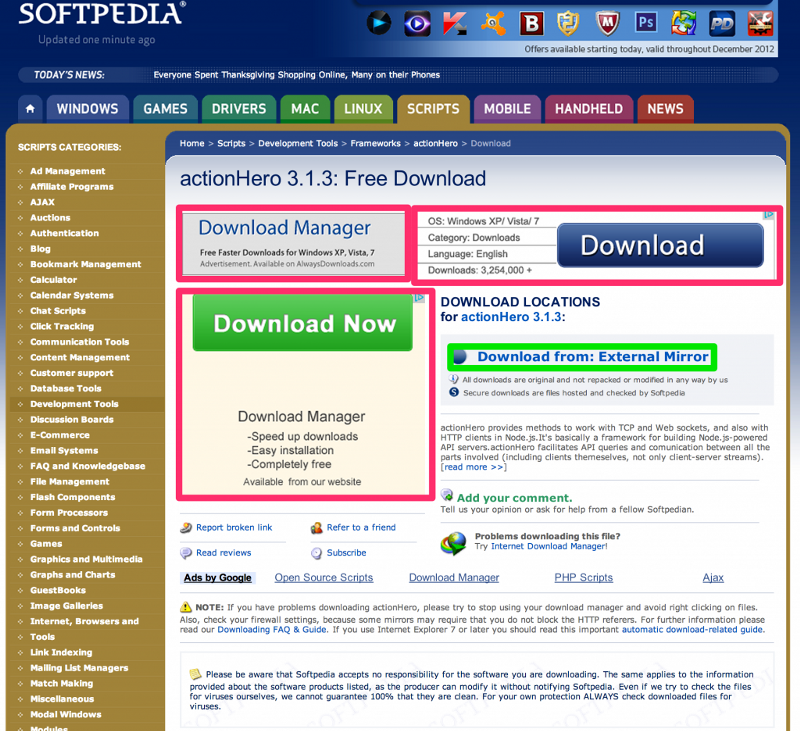 SOFTPEDIA®
Updated one minute ago
Offers available starting today, valid throughout December 2012
TODAY'S NEWS: Everyone Spent Thanksgiving Shopping Online, Many on their Phones
WINDOWS GAMES DRIVERS MAC LINUX SCRIPTS MOBILE HANDHELD NEWS
SCRIPTS CATEGORIES:
Ad Management
Affiliate Programs
AJAX
Auctions
Authentication
Blog
Bookmark Management
Calculator
Calendar Systems
Chat Scripts
Click Tracking
Communication Tools
Content Management
Customer support
Database Tools
Development Tools
Discussion Boards
E-Commerce
Email Systems
FAQ and Knowledgebase
File Management
Flash Components
Form Processors
Forms and Controls
Games
Graphics and Multimedia
Graphs and Charts
GuestBooks
Image Galleries
Internet, Browsers and
Tools
Link Indexing
Mailing List Managers
Match Making
Miscellaneous
Modal Windows
Modules
Home > Scripts > Development Tools > Frameworks > actionHero > Download
actionHero 3.1.3: Free Download
Download Manager
Free Faster Downloads for Windows XP, Vista, 7
Advertisement. Available on AlwaysDownloads.com
OS: Windows XP/ Vista/ 7
Category: Downloads
Language: English
Downloads: 3,254,000 +
Download
Download Now
Download Manager
-Speed up downloads
-Easy installation
-Completely free
Available from our website
DOWNLOAD LOCATIONS
for actionHero 3.1.3:
Download from: External Mirror
All downloads are original and not repacked or modified in any way by us
Secure downloads are files hosted and checked by Softpedia
actionHero provides methods to work with TCP and Web sockets, and also with
HTTP clients in Node.js.It's basically a framework for building Node.js-powered
API servers.actionHero facilitates API queries and comunication between all the
parts involved (including clients themeselves, not only client-server streams).
[read more >>]
Add your comment.
Tell us your opinion or ask for help from a fellow Softpedian.
Report broken link Refer to a friend
Read reviews Subscribe
Problems downloading this file?
Try Internet Download Manager!
Ads by Google Open Source Scripts Download Manager PHP Scripts Ajax
NOTE: If you have problems downloading actionHero, please try to stop using your download manager and avoid right clicking on files.
Also, check your firewall settings, because some mirrors may require that you do not block the HTTP referers. For further information please
read our Downloading FAQ & Guide. If you use Internet Explorer 7 or later you should read this important automatic download-related guide.
Please be aware that Softpedia accepts no responsibility for the software you are downloading. The same applies to the information
provided about the software products listed, as the producer can modify it without notifying Softpedia. Even if we try to check the files
for viruses ourselves, we cannot guarantee 100% that they are clean. For your own protection ALWAYS check downloaded files for
viruses.